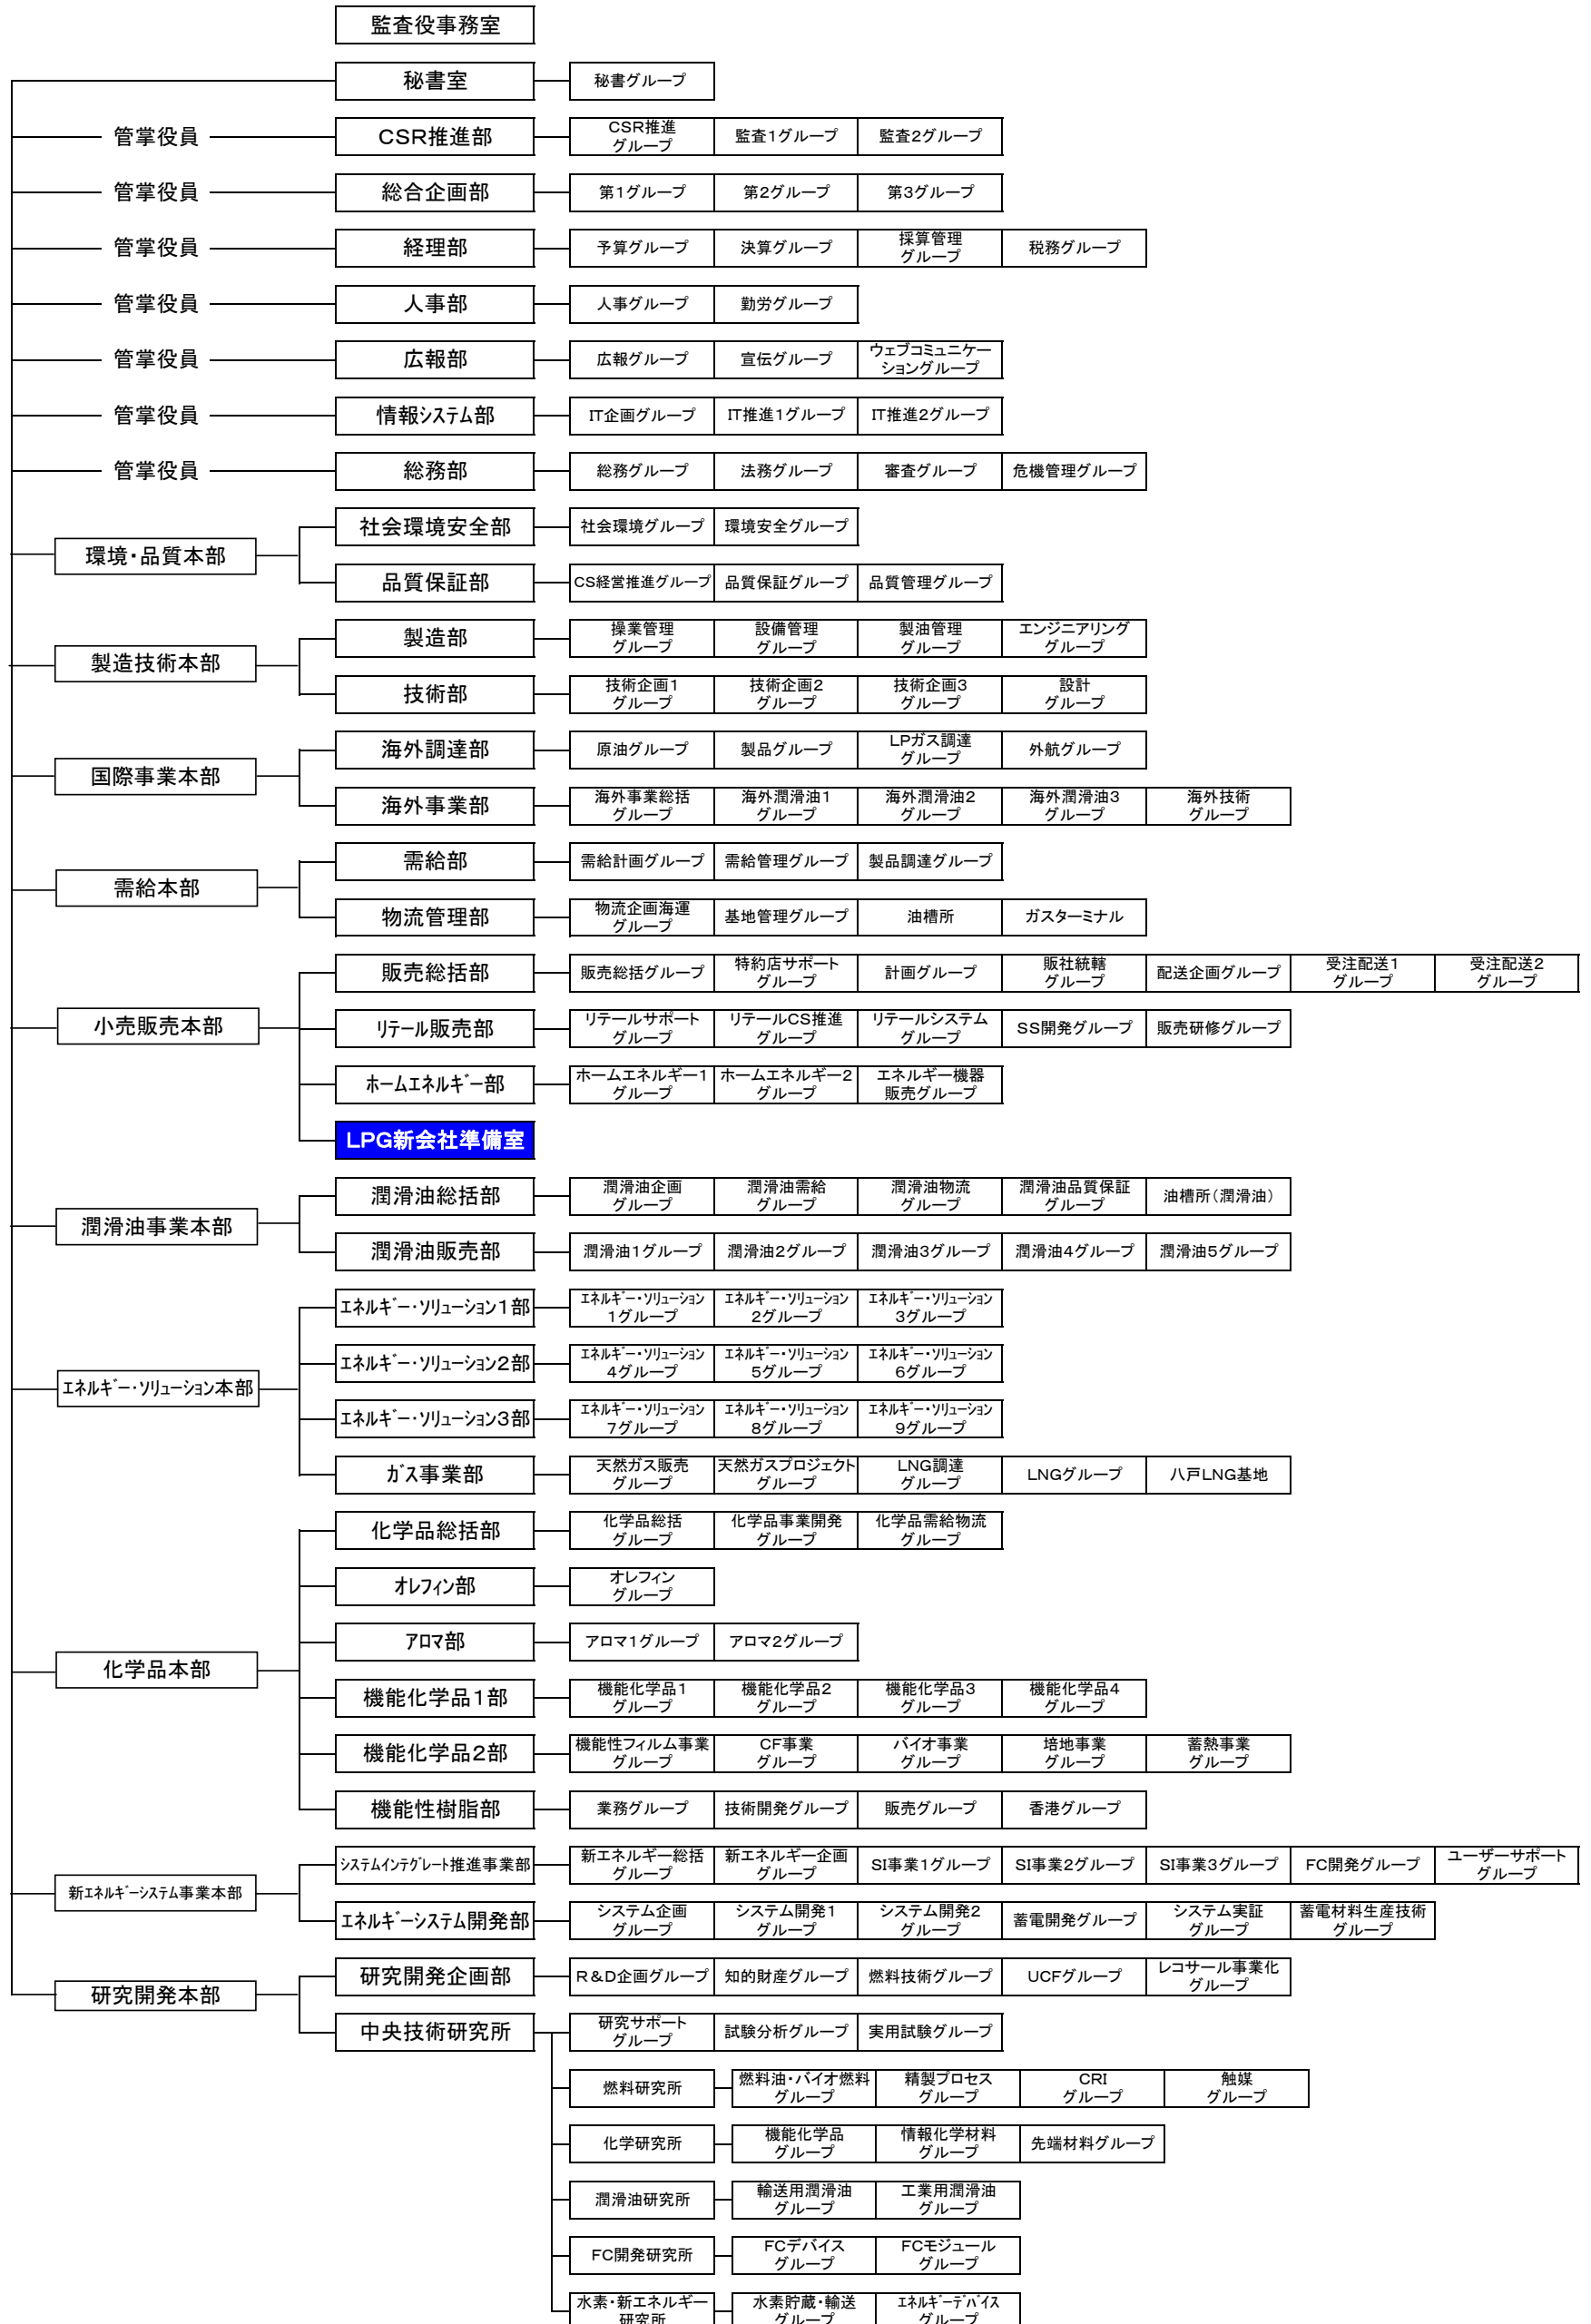 監査役事務室
秘書室
秘書グループ
管掌役員
CSR推進部
CSR推進
グループ
監査1グループ
監査2グループ
管掌役員
総合企画部
第1グループ
第2グループ
第3グループ
管掌役員
経理部
予算グループ
決算グループ
採算管理
グループ
税務グループ
管掌役員
人事部
人事グループ
勤労グループ
管掌役員
広報部
広報グループ
宣伝グループ
ウェブコミュニケー
ショングループ
管掌役員
情報システム部
IT企画グループ
IT推進1グループ
IT推進2グループ
管掌役員
総務部
総務グループ
法務グループ
審査グループ
危機管理グループ
環境・品質本部
社会環境安全部
社会環境グループ
環境安全グループ
品質保証部
CS経営推進グループ
品質保証グループ
品質管理グループ
製造技術本部
製造部
操業管理
グループ
設備管理
グループ
製油管理
グループ
エンジニアリング
グループ
技術部
技術企画1
グループ
技術企画2
グループ
技術企画3
グループ
設計
グループ
国際事業本部
海外調達部
原油グループ
製品グループ
LPガス調達
グループ
外航グループ
海外事業部
海外事業総括
グループ
海外潤滑油1
グループ
海外潤滑油2
グループ
海外潤滑油3
グループ
海外技術
グループ
需給本部
需給部
需給計画グループ
需給管理グループ
製品調達グループ
物流管理部
物流企画海運
グループ
基地管理グループ
油槽所
ガスターミナル
小売販売本部
販売総括部
販売総括グループ
特約店サポート
グループ
計画グループ
販社統轄
グループ
配送企画グループ
受注配送1
グループ
受注配送2
グループ
リテール販売部
リテールサポート
グループ
リテールCS推進
グループ
リテールシステム
グループ
SS開発グループ
販売研修グループ
ホームエネルギー部
ホームエネルギー1
グループ
ホームエネルギー2
グループ
エネルギー機器
販売グループ
LPG新会社準備室
潤滑油事業本部
潤滑油総括部
潤滑油企画
グループ
潤滑油需給
グループ
潤滑油物流
グループ
潤滑油品質保証
グループ
油槽所(潤滑油)
潤滑油販売部
潤滑油1グループ
潤滑油2グループ
潤滑油3グループ
潤滑油4グループ
潤滑油5グループ
エネルギー・ソリューション本部
エネルギー・ソリューション1部
エネルギー・ソリューション
1グループ
エネルギー・ソリューション
2グループ
エネルギー・ソリューション
3グループ
エネルギー・ソリューション2部
エネルギー・ソリューション
4グループ
エネルギー・ソリューション
5グループ
エネルギー・ソリューション
6グループ
エネルギー・ソリューション3部
エネルギー・ソリューション
7グループ
エネルギー・ソリューション
8グループ
エネルギー・ソリューション
9グループ
ガス事業部
天然ガス販売
グループ
天然ガスプロジェクト
グループ
LNG調達
グループ
LNGグループ
八戸LNG基地
化学品本部
化学品総括部
化学品総括
グループ
化学品事業開発
グループ
化学品需給物流
グループ
オレフィン部
オレフィン
グループ
アロマ部
アロマ1グループ
アロマ2グループ
機能化学品1部
機能化学品1
グループ
機能化学品2
グループ
機能化学品3
グループ
機能化学品4
グループ
機能化学品2部
機能性フィルム事業
グループ
CF事業
グループ
バイオ事業
グループ
培地事業
グループ
蓄熱事業
グループ
機能性樹脂部
業務グループ
技術開発グループ
販売グループ
香港グループ
新エネルギーシステム事業本部
システムインテグレート推進事業部
新エネルギー総括
グループ
新エネルギー企画
グループ
SI事業1グループ
SI事業2グループ
SI事業3グループ
FC開発グループ
ユーザーサポート
グループ
エネルギーシステム開発部
システム企画
グループ
システム開発1
グループ
システム開発2
グループ
蓄電開発グループ
システム実証
グループ
蓄電材料生産技術
グループ
研究開発本部
研究開発企画部
R&D企画グループ
知的財産グループ
燃料技術グループ
UCFグループ
レコサール事業化
グループ
中央技術研究所
研究サポート
グループ
試験分析グループ
実用試験グループ
燃料研究所
燃料油・バイオ燃料
グループ
精製プロセス
グループ
CRI
グループ
触媒
グループ
化学研究所
機能化学品
グループ
情報化学材料
グループ
先端材料グループ
潤滑油研究所
輸送用潤滑油
グループ
工業用潤滑油
グループ
FC開発研究所
FCデバイス
グループ
FCモジュール
グループ
水素・新エネルギー
研究所
水素貯蔵・輸送
グループ
エネルギーデバイス
グループ